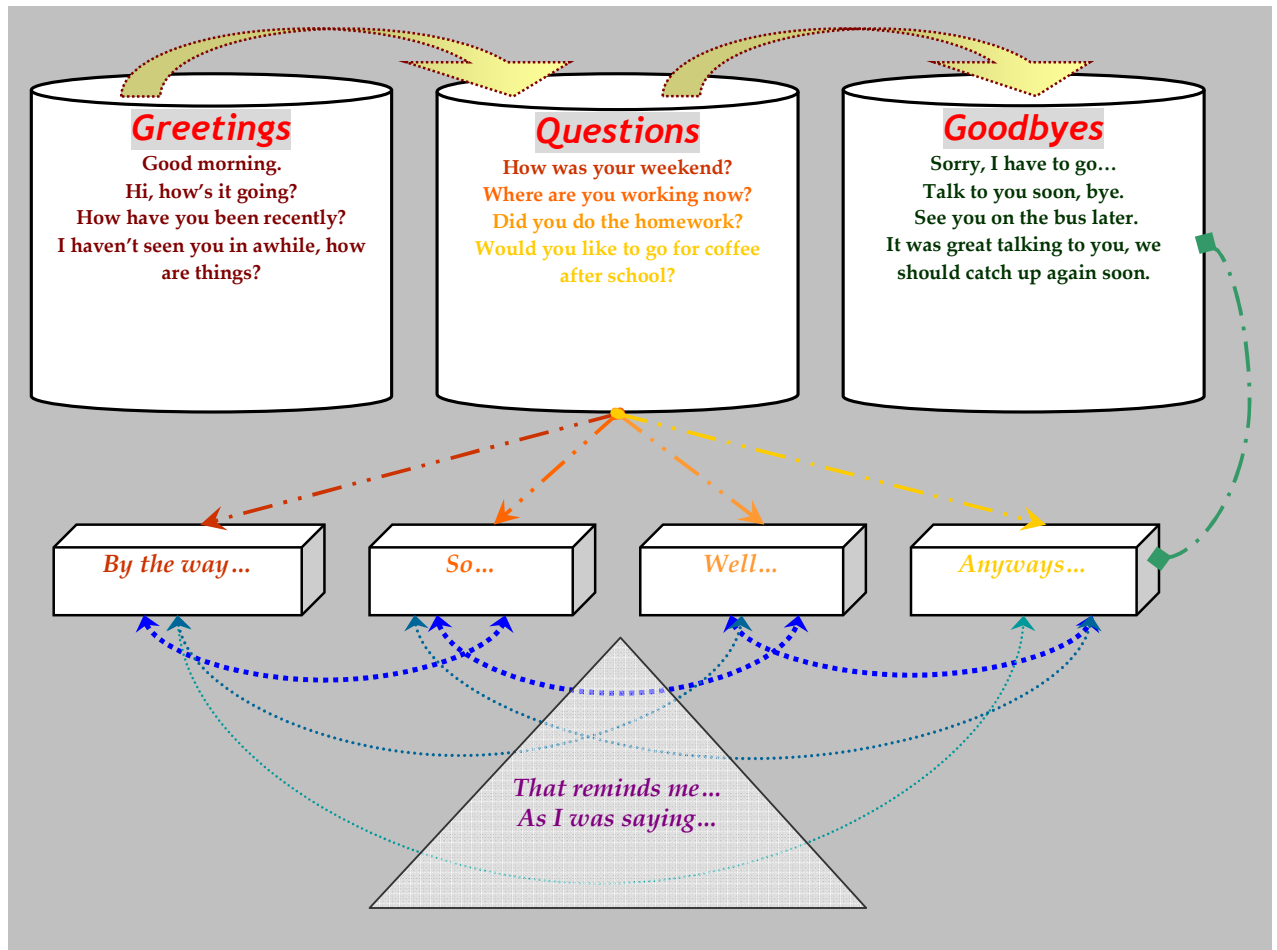 Greetings
Good morning.
Hi, how’s it going?
How have you been recently?
I haven’t seen you in awhile, how
are things?
Questions
How was your weekend?
Where are you working now?
Did you do the homework?
Would you like to go for coffee
after school?
Goodbyes
Sorry, I have to go…
Talk to you soon, bye.
See you on the bus later.
It was great talking to you, we
should catch up again soon.
By the way…
So…
Well…
Anyways…
That reminds me…
As I was saying…